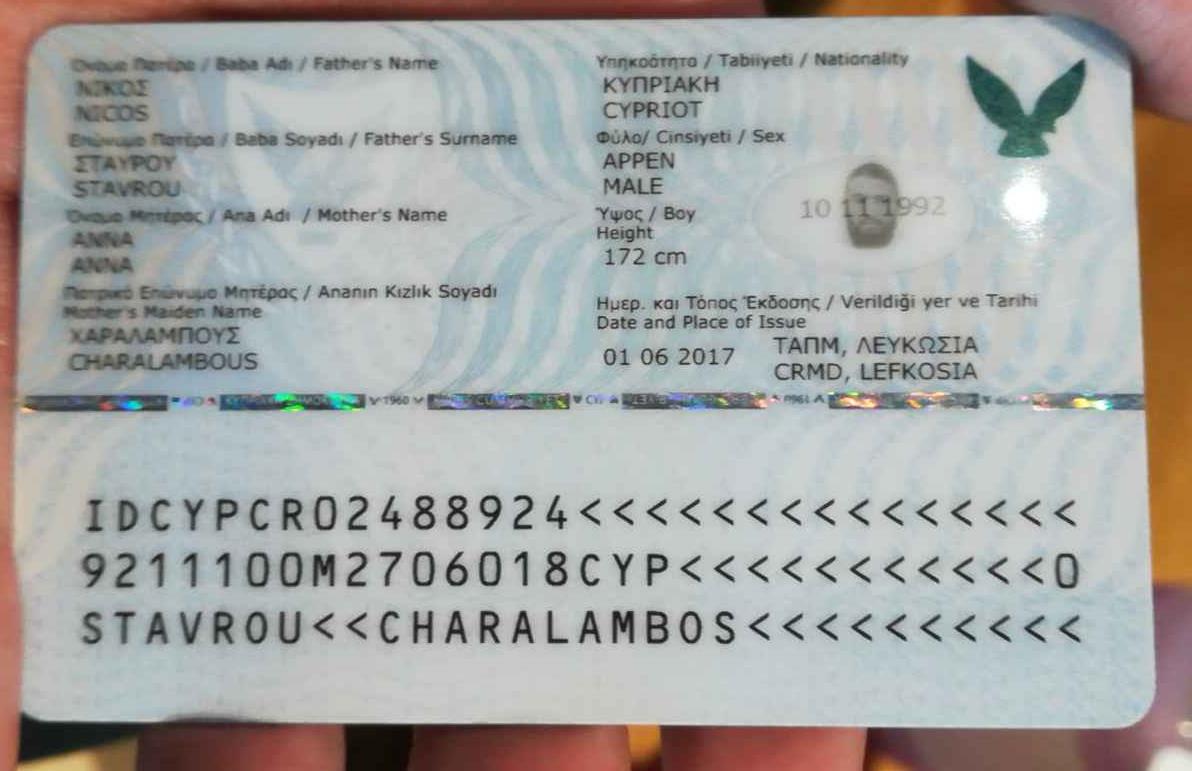 Όνομα Πατέρα / Baba Adı / Father's Name
ΝΙΚΟΣ
NICOS
Επώνυμο Πατέρα / Baba Soyadı / Father's Surname
ΣΤΑΥΡΟΥ
STAVROU
Όνομα Μητέρας / Ana Adı / Mother's Name
ΑΝΝΑ
ANNA
Πατρικό Επώνυμο Μητέρας / Ananın Kızlık Soyadı
Mother's Maiden Name
ΧΑΡΑΛΑΜΠΟΥΣ
CHARALAMBOUS
Υπηκοότητα / Tabiiyeti / Nationality
ΚΥΠΡΙΑΚΗ
CYPRIOT
Φύλο/ Cinsiyeti / Sex
ΑΡΡΕΝ
MALE
Ύψος / Boy
Height
172 cm
10 11 1992
Ημερ. και Τόπος Έκδοσης / Verildiği yer ve Tarihi
Date and Place of Issue
01 06 2017
ΤΑΠΜ, ΛΕΥΚΩΣΙΑ
CRMD, LEFKOSIA
1960
IDCYPCR02488924<<<<<<<<<<<<<<<
9211100M2706018CYP<<<<<<<<<<<0
STAVROU<<CHARALAMBOS<<<<<<<<<<